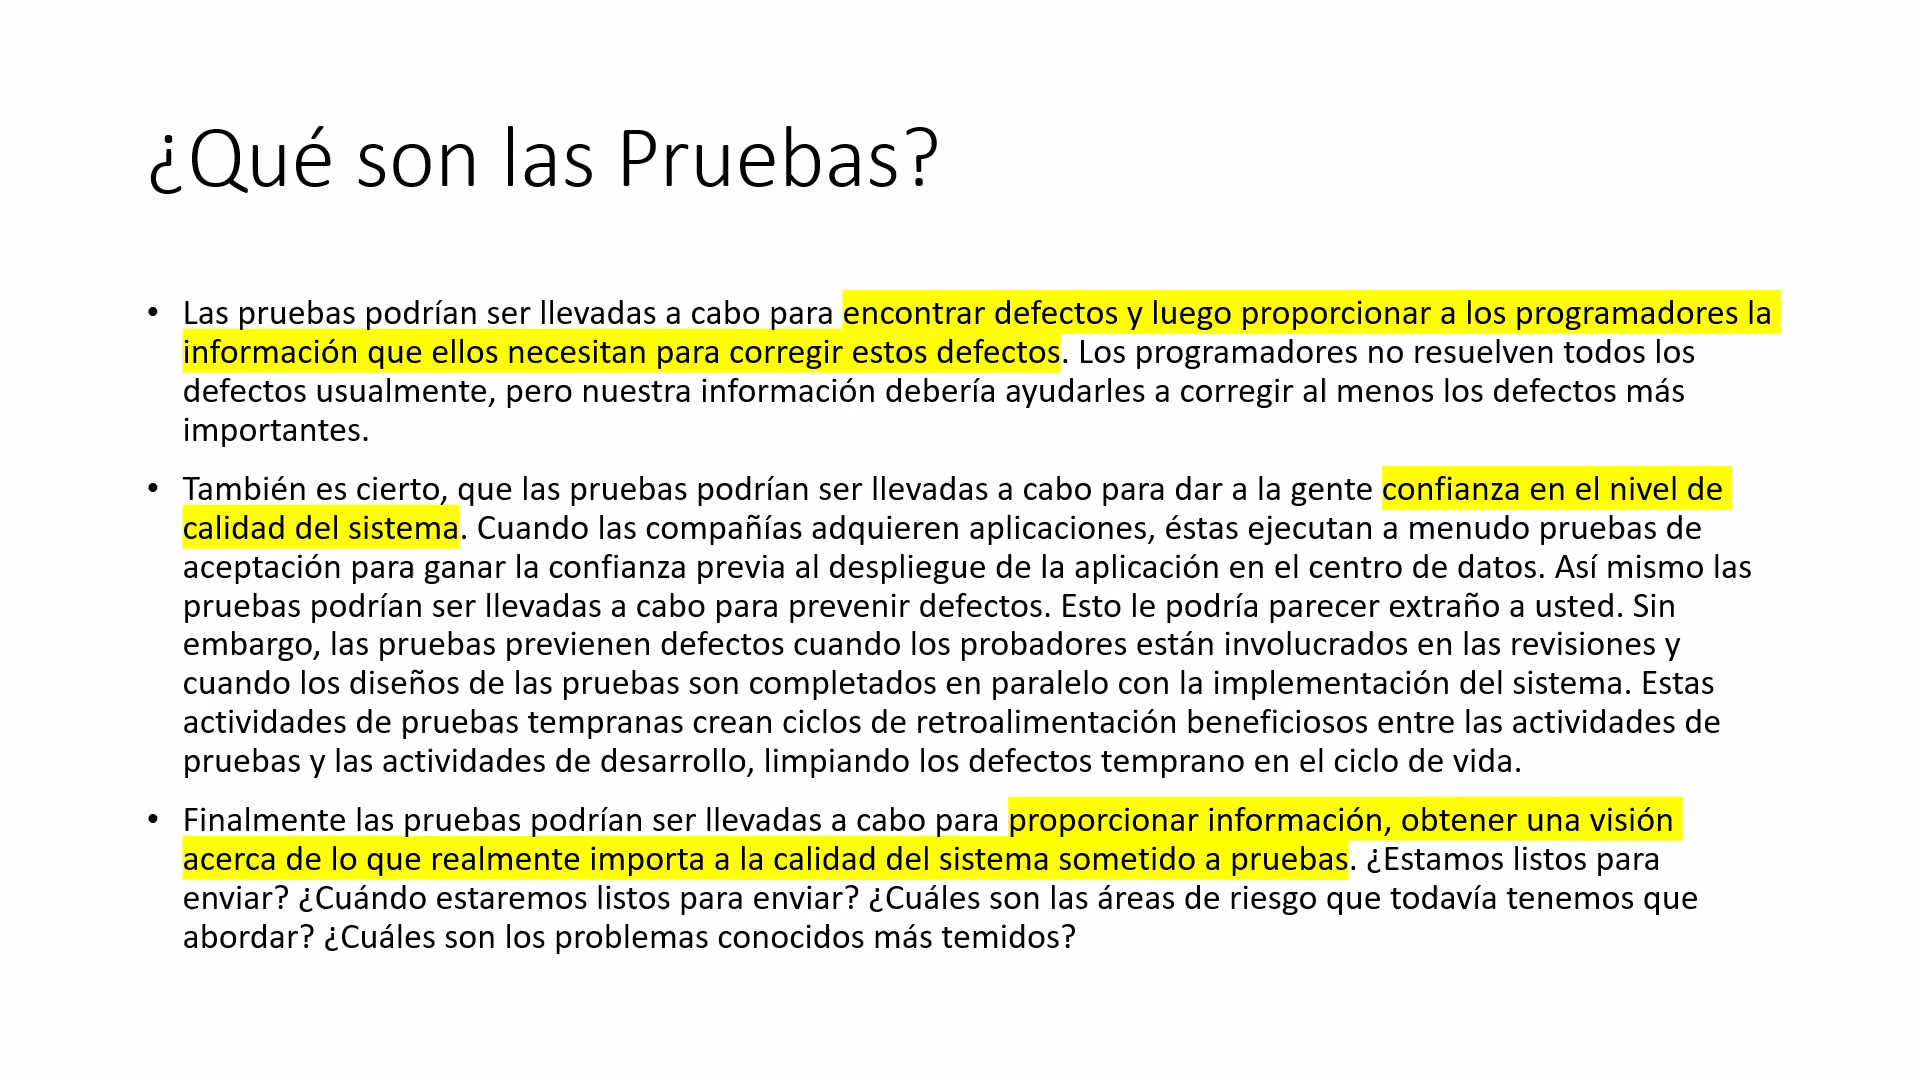 ¿Qué son las Pruebas?
• Las pruebas podrían ser llevadas a cabo para encontrar defectos y luego proporcionar a los programadores la
información que ellos necesitan para corregir estos defectos. Los programadores no resuelven todos los
defectos usualmente, pero nuestra información debería ayudarles a corregir al menos los defectos más
importantes.
• También es cierto, que las pruebas podrían ser llevadas a cabo para dar a la gente confianza en el nivel de
calidad del sistema. Cuando las compañías adquieren aplicaciones, éstas ejecutan a menudo pruebas de
aceptación para ganar la confianza previa al despliegue de la aplicación en el centro de datos. Así mismo las
pruebas podrían ser llevadas a cabo para prevenir defectos. Esto le podría parecer extraño a usted. Sin
embargo, las pruebas previenen defectos cuando los probadores están involucrados en las revisiones y
cuando los diseños de las pruebas son completados en paralelo con la implementación del sistema. Estas
actividades de pruebas tempranas crean ciclos de retroalimentación beneficiosos entre las actividades de
pruebas y las actividades de desarrollo, limpiando los defectos temprano en el ciclo de vida.
• Finalmente las pruebas podrían ser llevadas a cabo para proporcionar información, obtener una visión
acerca de lo que realmente importa a la calidad del sistema sometido a pruebas. ¿Estamos listos para
enviar? ¿Cuándo estaremos listos para enviar? ¿Cuáles son las áreas de riesgo que todavía tenemos que
abordar? ¿Cuáles son los problemas conocidos más temidos?